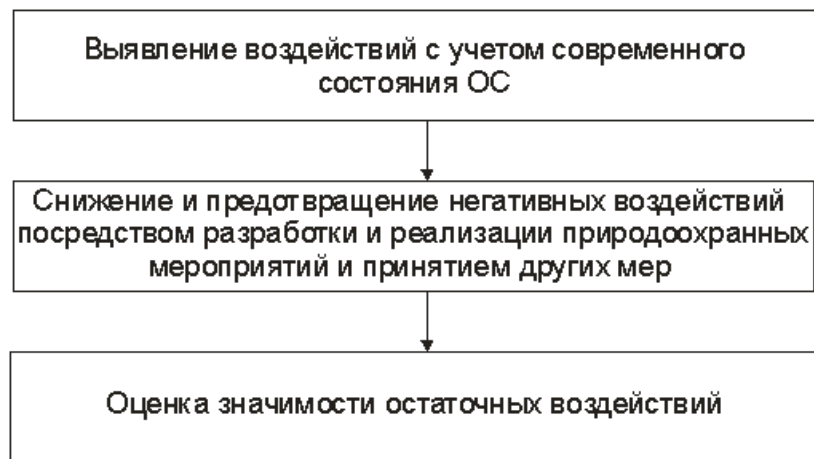 Выявление воздействий с учетом современного
состояния ОС
Снижение и предотвращение негативных воздействий
посредством разработки и реализации природоохранных
мероприятий и принятием других мер
Оценка значимости остаточных воздействий